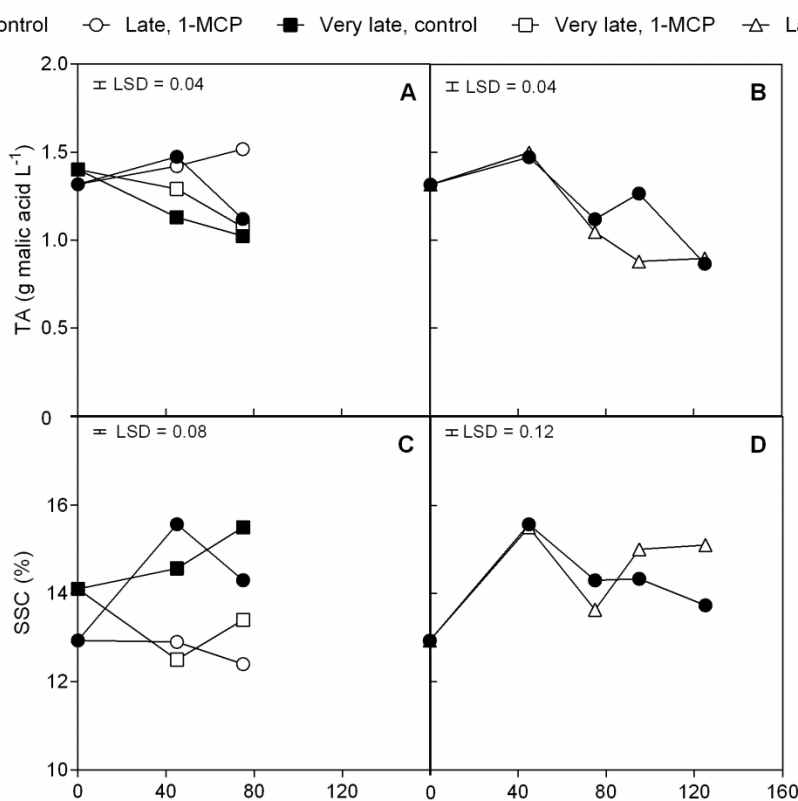 ontrol Late, 1-MCP Very late, control Very late, 1-MCP La
2.0 LSD = 0.04 A LSD = 0.04 B
1.5
1.0
0.5
0
TA (g malic acid L⁻¹)
LSD = 0.08 C LSD = 0.12 D
16
14
12
10
SSC (%)
0 40 80 120 0 40 80 120 160